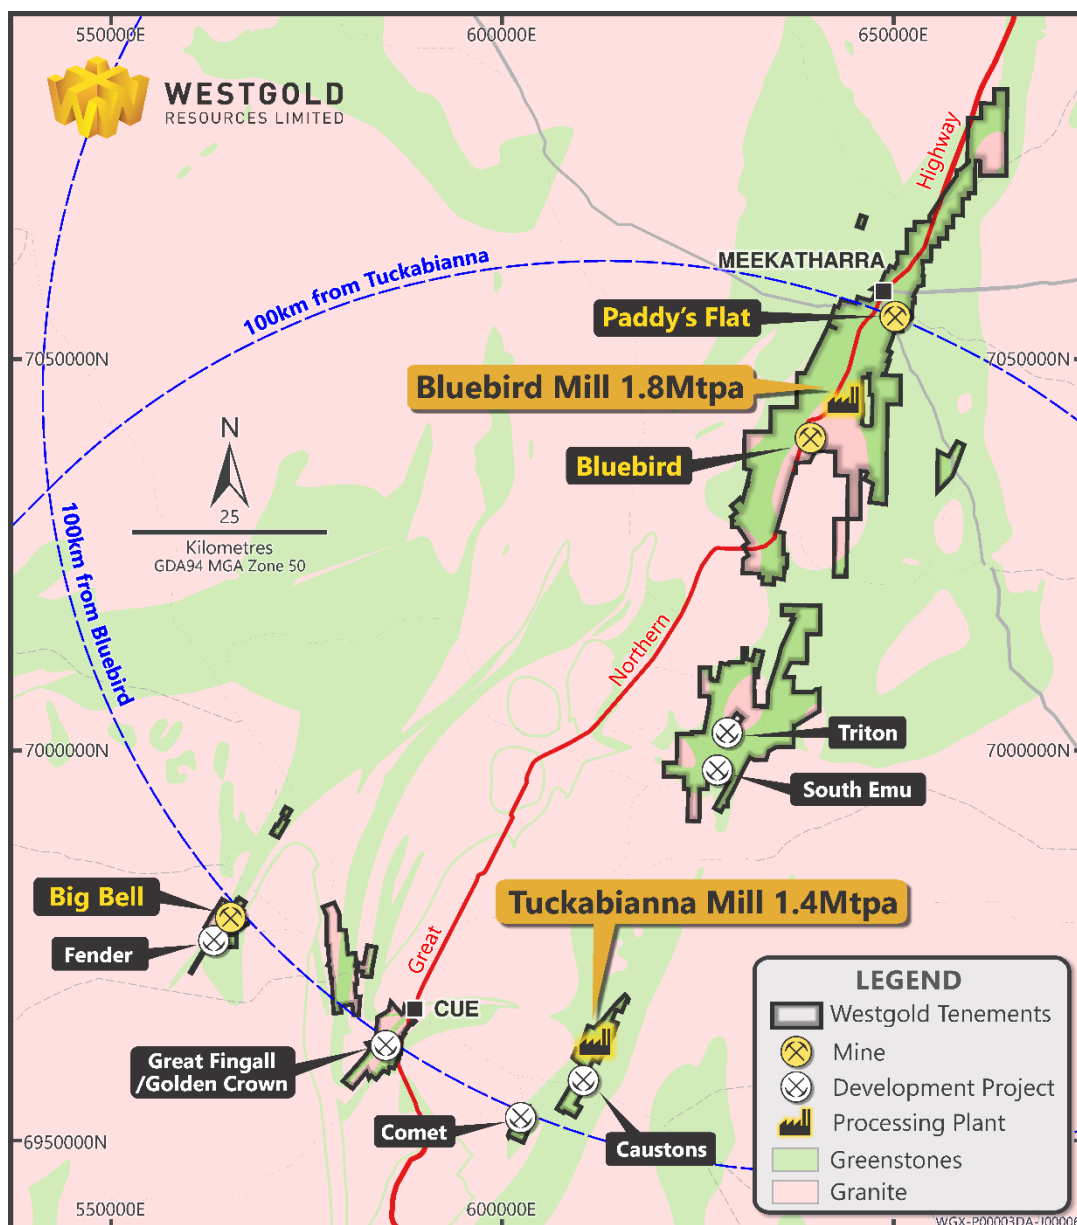 550000E
600000E
650000E
WESTGOLD
RESOURCES LIMITED
Highway
MEEKATHARRA
100km from Tuckabianna
Paddy's Flat
7050000N
7050000N
Bluebird Mill 1.8Mtpa
N
Bluebird
25
Kilometres
GDA94 MGA Zone 50
100km from Bluebird
Northern
Triton
7000000N
7000000N
South Emu
Big Bell
Tuckabianna Mill 1.4Mtpa
Fender
Great
CUE
Great Fingall
/Golden Crown
Comet
Caustons
6950000N
LEGEND
Westgold Tenements
Mine
Development Project
Processing Plant
Greenstones
Granite
550000E
600000E